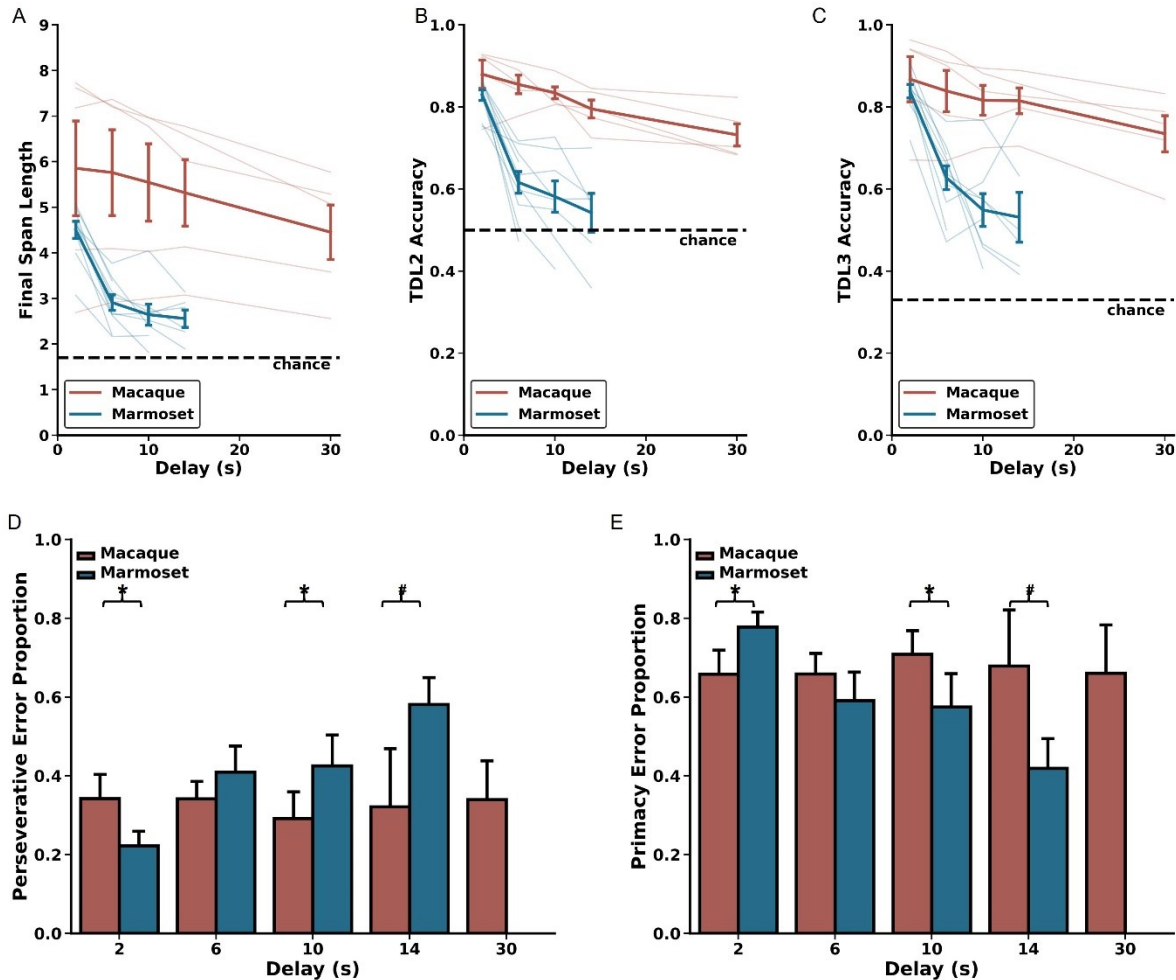 A
9
8
7
6
5
4
3
2
1
0
Final Span Length
chance
Macaque
Marmoset
0 10 20 30
Delay (s)
B
1.0
0.8
0.6
0.4
0.2
0.0
TDL2 Accuracy
chance
Macaque
Marmoset
0 10 20 30
Delay (s)
C
1.0
0.8
0.6
0.4
0.2
0.0
TDL3 Accuracy
chance
Macaque
Marmoset
0 10 20 30
Delay (s)
D
1.0
0.8
0.6
0.4
0.2
0.0
Perseverative Error Proportion
Macaque
Marmoset
* * #
2 6 10 14 30
Delay (s)
E
1.0
0.8
0.6
0.4
0.2
0.0
Primacy Error Proportion
Macaque
Marmoset
* * #
2 6 10 14 30
Delay (s)